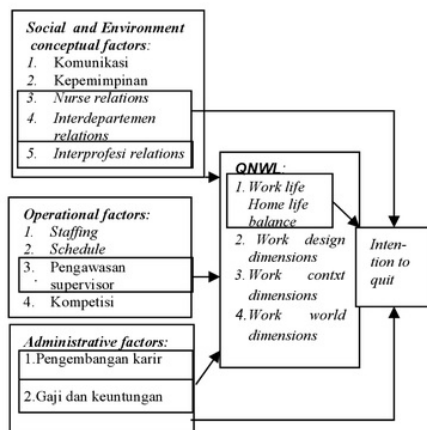 Social and Environment
conceptual factors:
1. Komunikasi
2. Kepemimpinan
3. Nurse relations
4. Interdepartemen
relations
5. Interprofesi relations
Operational factors:
1. Staffing
2. Schedule
3. Pengawasan
supervisor
4. Kompetisi
Administrative factors:
1.Pengembangan karir
2.Gaji dan keuntungan
QNWL:
1. Work life
Home life
balance
2. Work design
dimensions
3. Work contxt
dimensions
4. Work world
dimensions
Inten-
tion to
quit